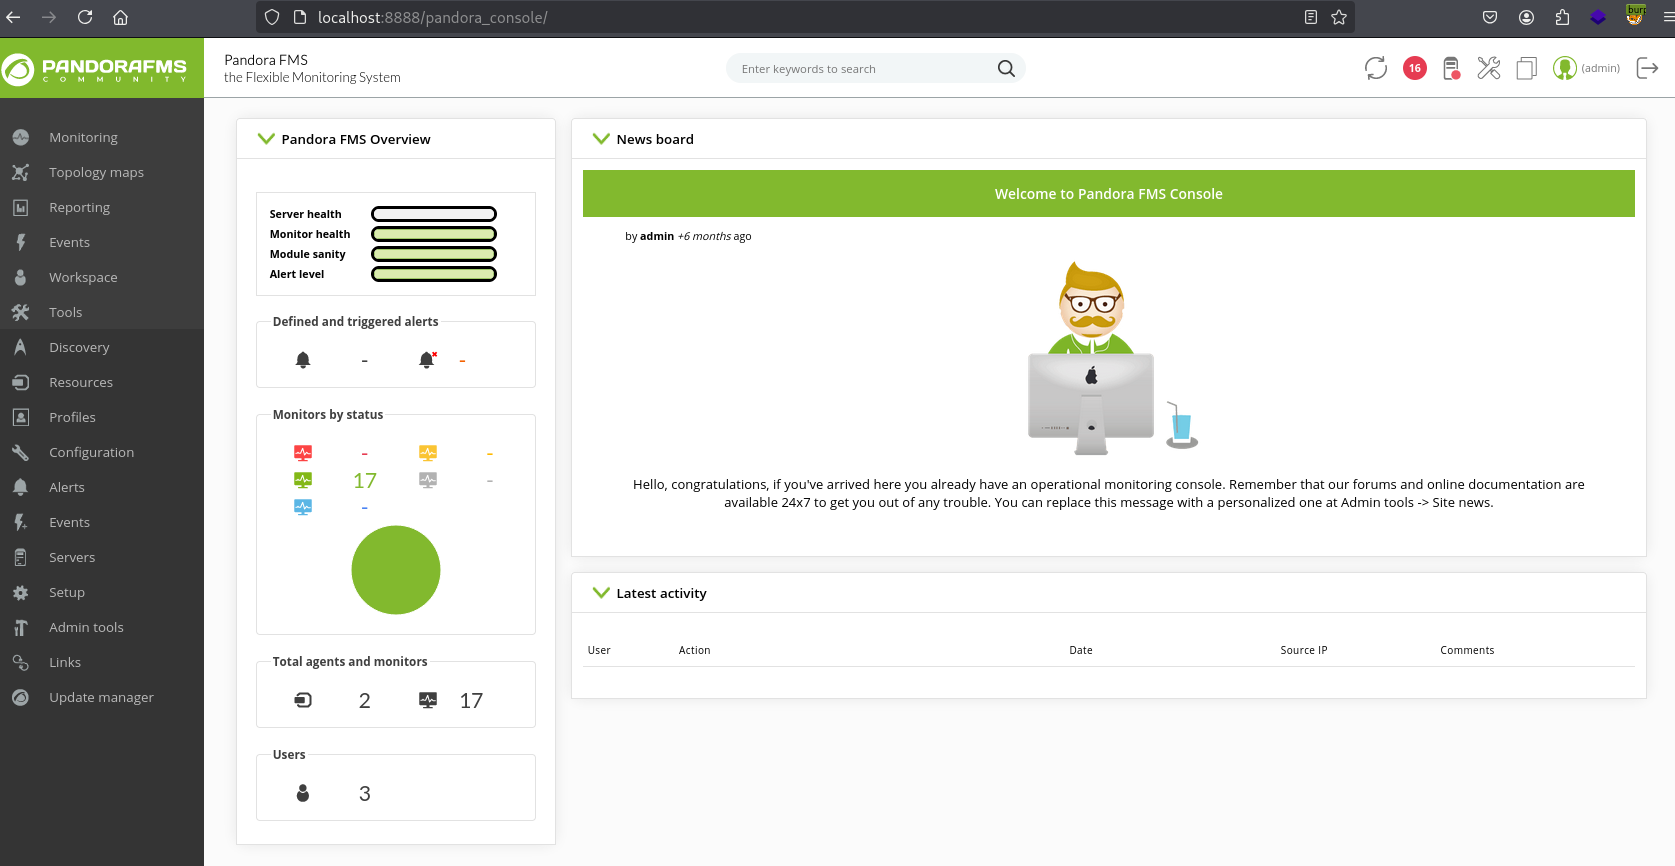 localhost:8888/pandora_console/
burp
PANDORAFMS
COMMUNITY
Pandora FMS
the Flexible Monitoring System
Enter keywords to search
16
(admin)
Monitoring
Topology maps
Reporting
Events
Workspace
Tools
Discovery
Resources
Profiles
Configuration
Alerts
Events
Servers
Setup
Admin tools
Links
Update manager
Pandora FMS Overview
Server health
Monitor health
Module sanity
Alert level
Defined and triggered alerts
- -
Monitors by status
- -
17 -
-
Total agents and monitors
2 17
Users
3
News board
Welcome to Pandora FMS Console
by admin +6 months ago
Hello, congratulations, if you've arrived here you already have an operational monitoring console. Remember that our forums and online documentation are
available 24x7 to get you out of any trouble. You can replace this message with a personalized one at Admin tools -> Site news.
Latest activity
User Action Date Source IP Comments